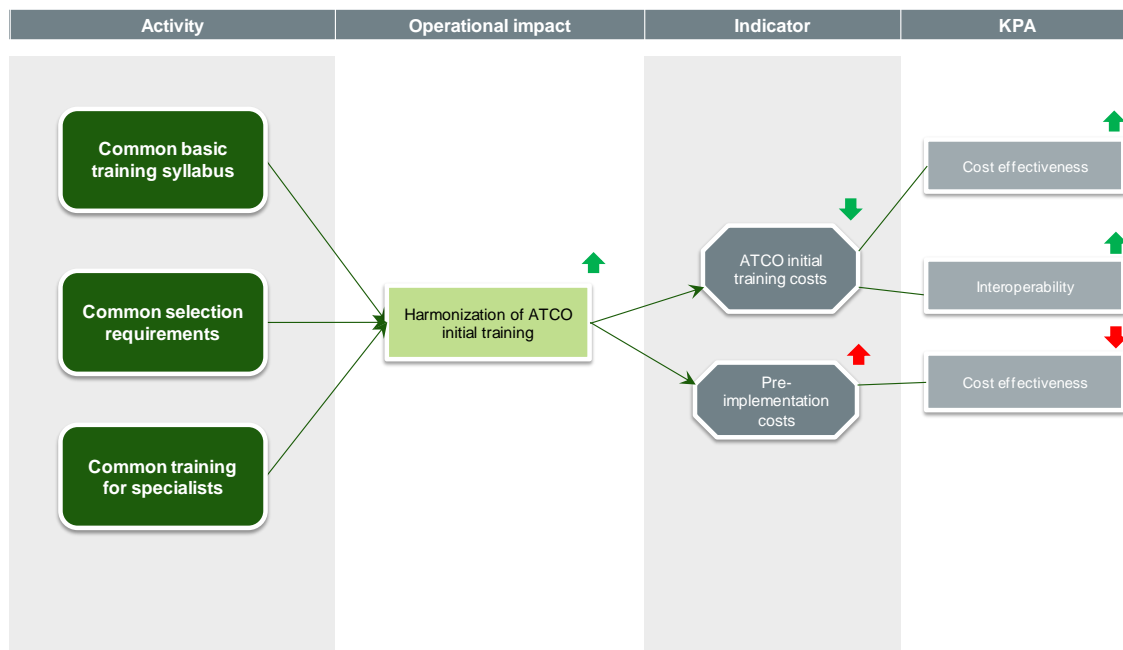 Activity
Operational impact
Indicator
KPA
Common basic
training syllabus
Common selection
requirements
Common training
for specialists
Harmonization of ATCO
initial training
ATCO initial
training costs
Pre-
implementation
costs
Cost effectiveness
Interoperability
Cost effectiveness